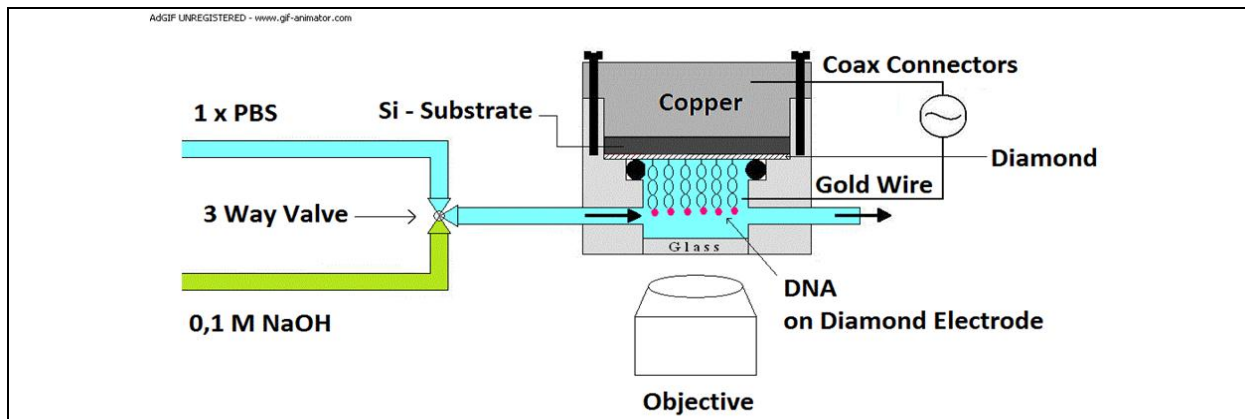 AdGIF UNREGISTERED - www.gif-animator.com
Coax Connectors
Copper
1 x PBS
Si - Substrate
Diamond
Gold Wire
3 Way Valve
Glass
DNA
on Diamond Electrode
0,1 M NaOH
Objective